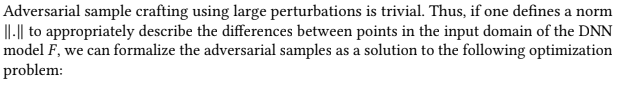 Adversarial sample crafting using large perturbations is trivial. Thus, if one defines a norm
‖.‖ to appropriately describe the differences between points in the input domain of the DNN
model F, we can formalize the adversarial samples as a solution to the following optimization
problem: